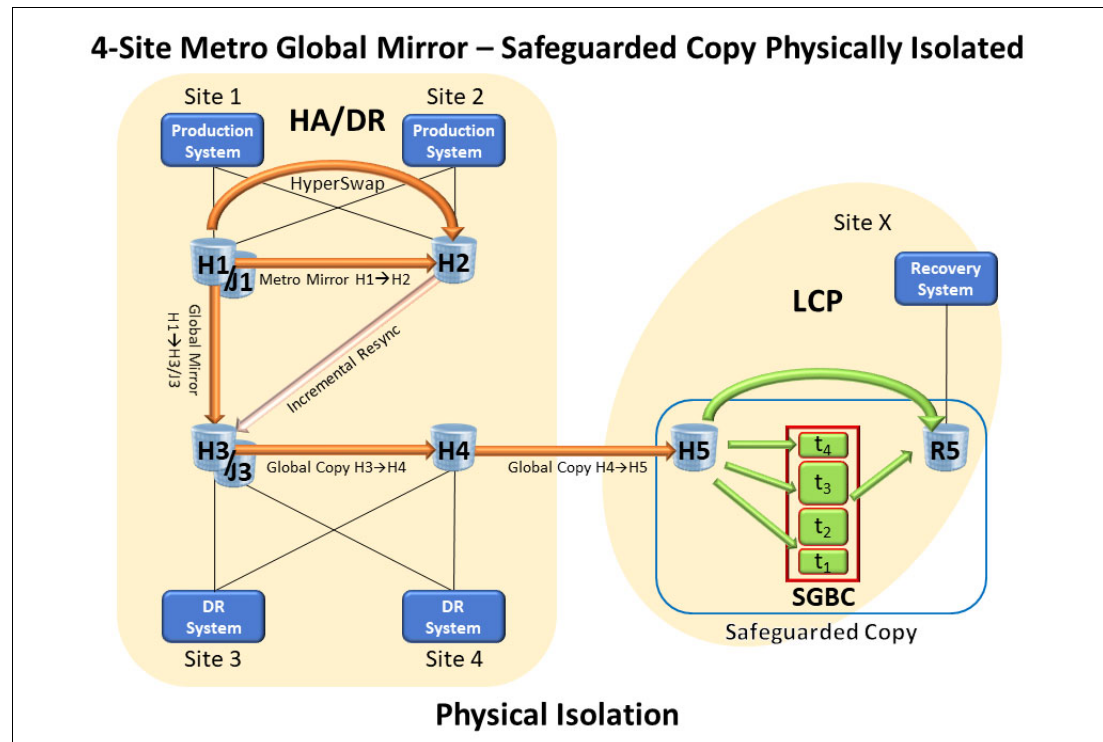 4-Site Metro Global Mirror – Safeguarded Copy Physically Isolated
Site 1
Site 2
HA/DR
Production
System
Production
System
HyperSwap
H1
/J1
H2
Metro Mirror H1→H2
Global Mirror
H1→H3/J3
Incremental Resync
H3
/J3
H4
Global Copy H3→H4
Global Copy H4→H5
DR
System
DR
System
Site 3
Site 4
Site X
Recovery
System
LCP
H5
t4
t3
t2
t1
R5
SGBC
Safeguarded Copy
Physical Isolation